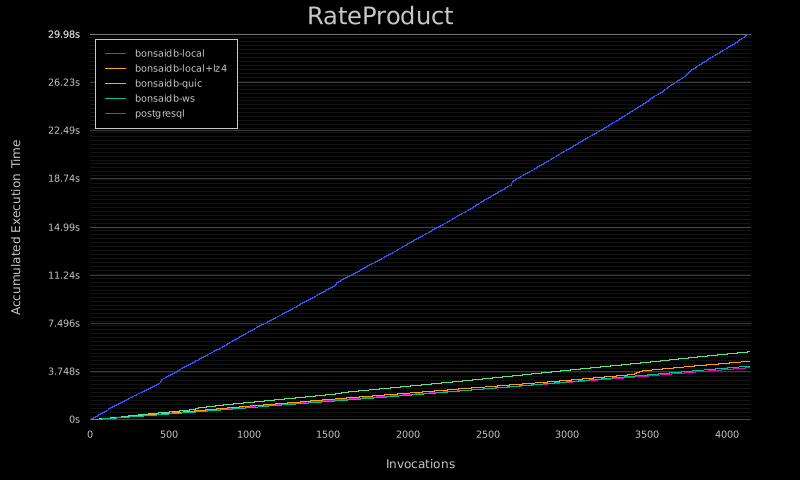 RateProduct
29.98s
26.23s
22.49s
18.74s
14.99s
11.24s
7.496s
3.748s
0s
bonsaidb-local
bonsaidb-local+lz4
bonsaidb-quic
bonsaidb-ws
postgresql
Accumulated Execution Time
0 500 1000 1500 2000 2500 3000 3500 4000
Invocations